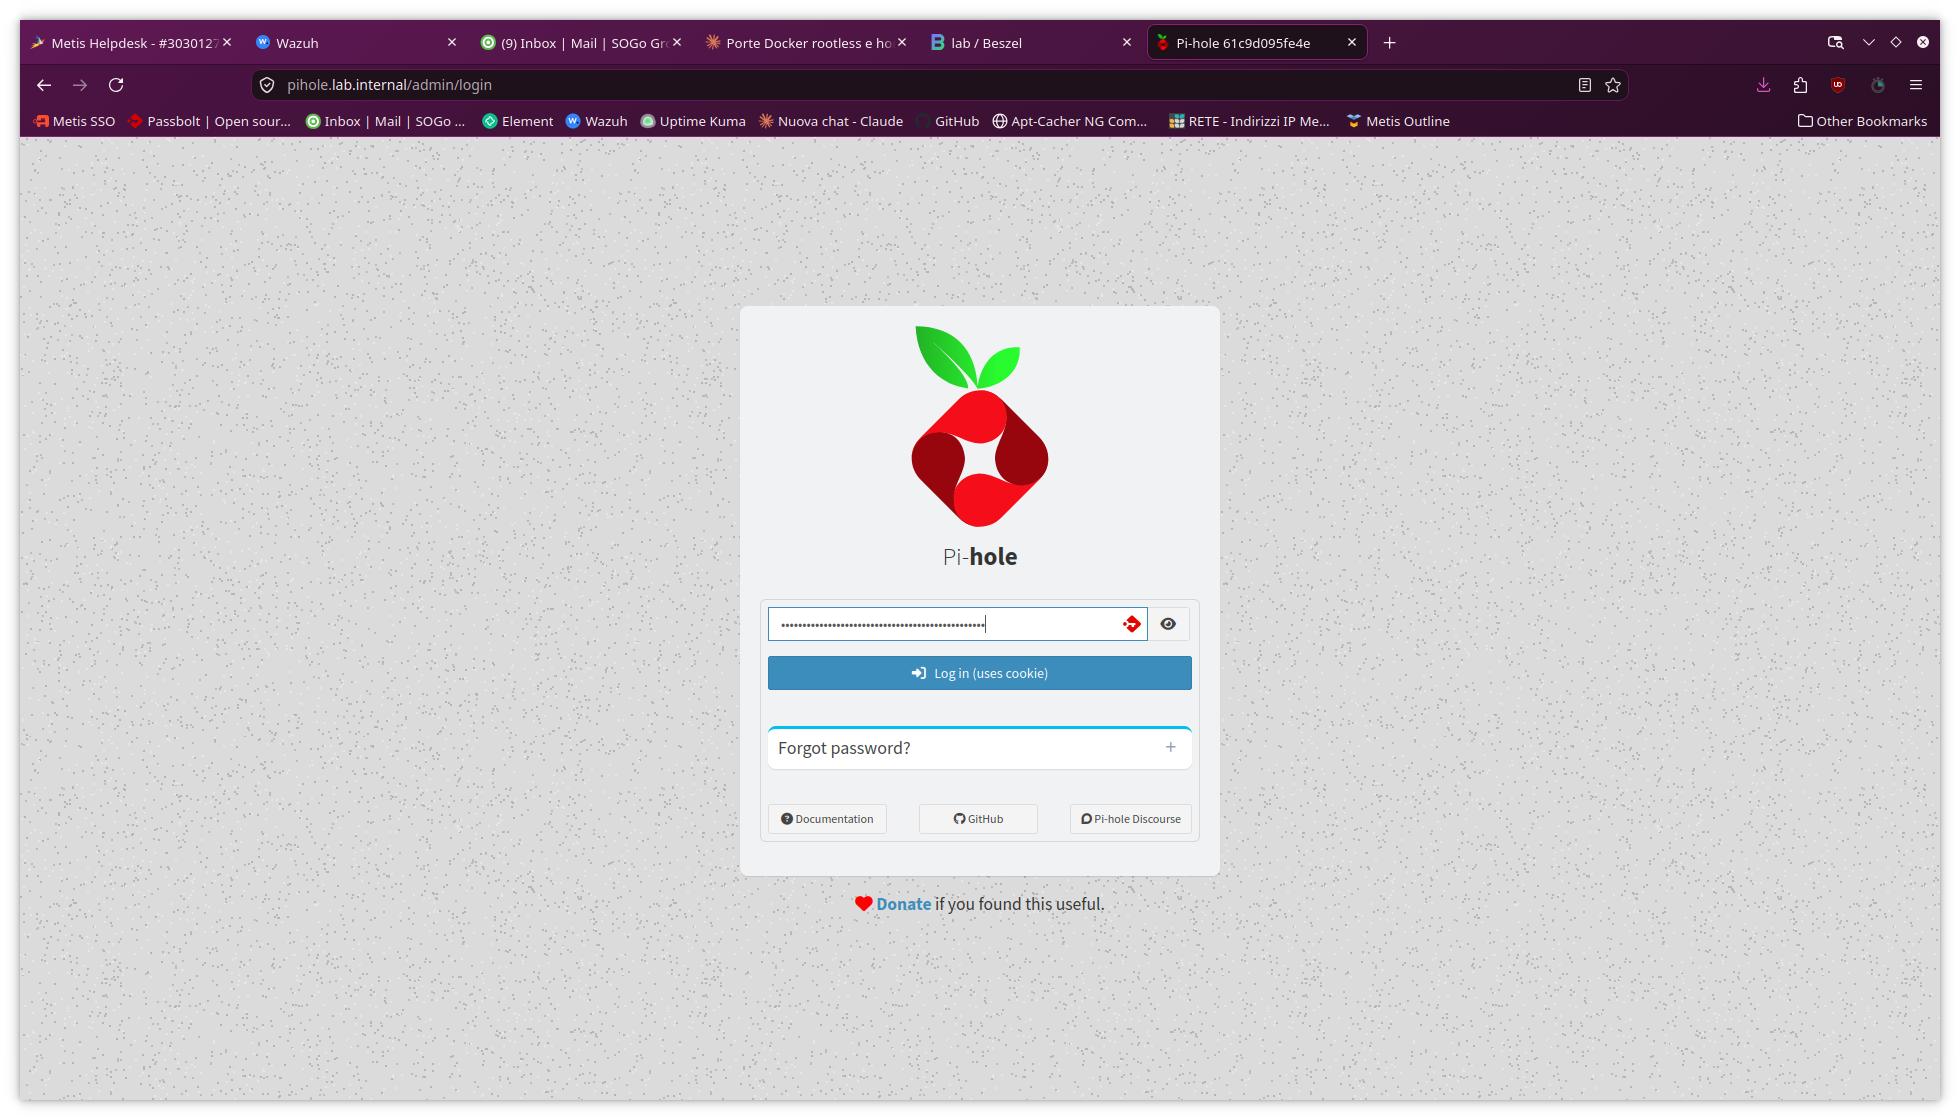 Metis Helpdesk - #3030127
Wazuh
(9) Inbox | Mail | SOGo Gr
Porte Docker rootless e ho
lab / Beszel
Pi-hole 61c9d095fe4e
pihole.lab.internal/admin/login
Metis SSO
Passbolt | Open sour...
Inbox | Mail | SOGo ...
Element
Wazuh
Uptime Kuma
Nuova chat - Claude
GitHub
Apt-Cacher NG Com...
RETE - Indirizzi IP Me...
Metis Outline
Other Bookmarks
Pi-hole
Log in (uses cookie)
Forgot password?
Documentation
GitHub
Pi-hole Discourse
Donate if you found this useful.